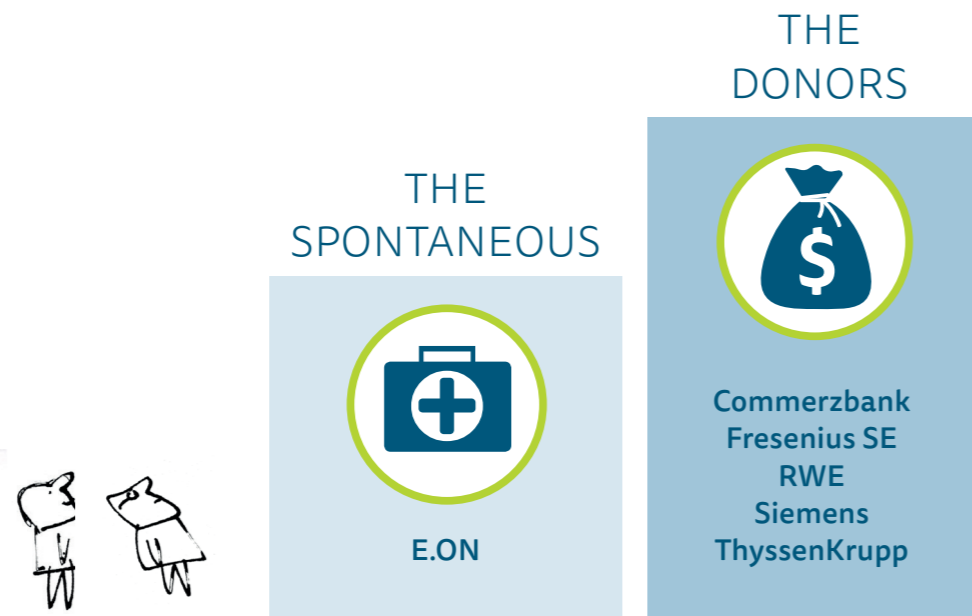 THE
SPONTANEOUS
E.ON
THE
DONORS
$
Commerzbank
Fresenius SE
RWE
Siemens
ThyssenKrupp